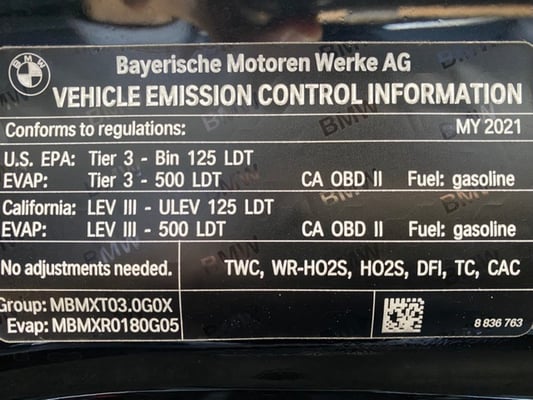 BMW
Bayerische Motoren Werke AG
VEHICLE EMISSION CONTROL INFORMATION
Conforms to regulations: MY 2021
U.S. EPA: Tier 3 - Bin 125 LDT
EVAP: Tier 3 - 500 LDT CA OBD II Fuel: gasoline
California: LEV III - ULEV 125 LDT
EVAP: LEV III - 500 LDT CA OBD II Fuel: gasoline
No adjustments needed. TWC, WR-HO2S, HO2S, DFI, TC, CAC
Group: MBMXT03.0G0X
Evap: MBMXR0180G05 8 836 763